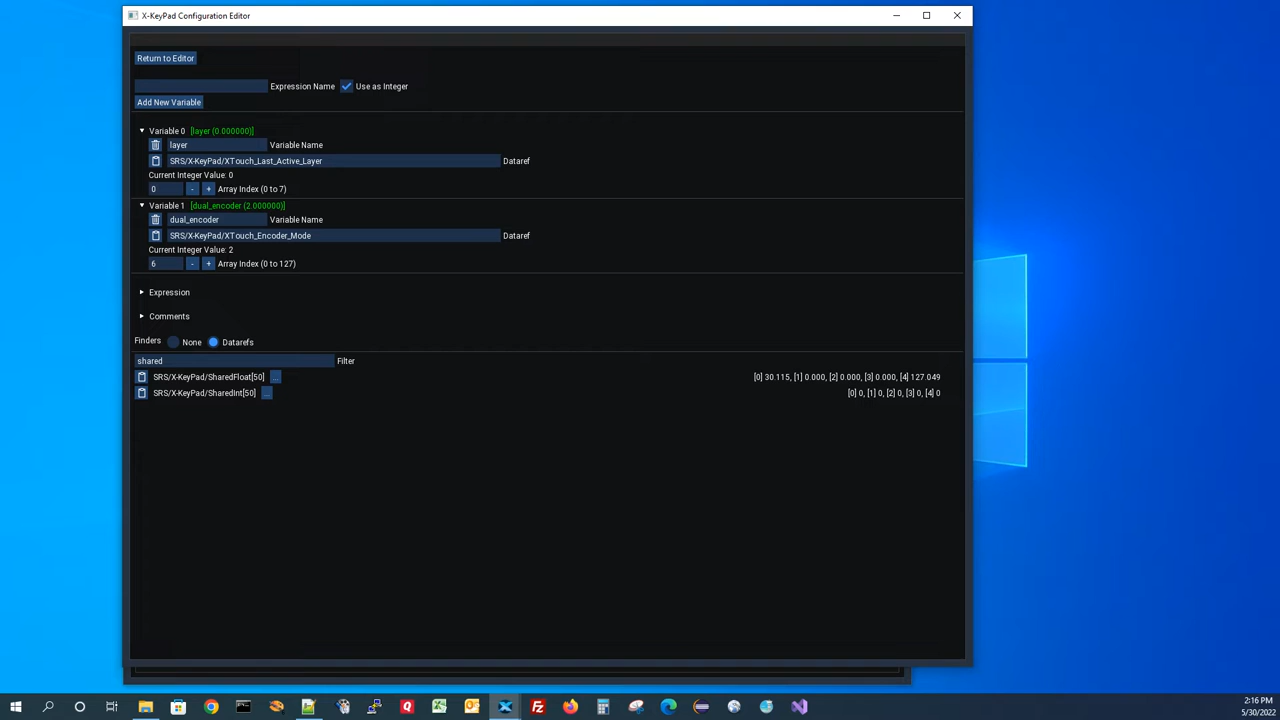 X-KeyPad Configuration Editor
Return to Editor
Expression Name Use as Integer
Add New Variable
Variable 0 [layer (0.000000)]
layer Variable Name
SRS/X-KeyPad/XTouch_Last_Active_Layer Dataref
Current Integer Value: 0
0 - + Array Index (0 to 7)
Variable 1 [dual_encoder (2.000000)]
dual_encoder Variable Name
SRS/X-KeyPad/XTouch_Encoder_Mode Dataref
Current Integer Value: 2
6 - + Array Index (0 to 127)
Expression
Comments
Finders None Datarefs
shared Filter
SRS/X-KeyPad/SharedFloat[50] ... [0] 30.115, [1] 0.000, [2] 0.000, [3] 0.000, [4] 127.049
SRS/X-KeyPad/SharedInt[50] ... [0] 0, [1] 0, [2] 0, [3] 0, [4] 0
2:16 PM
5/30/2022